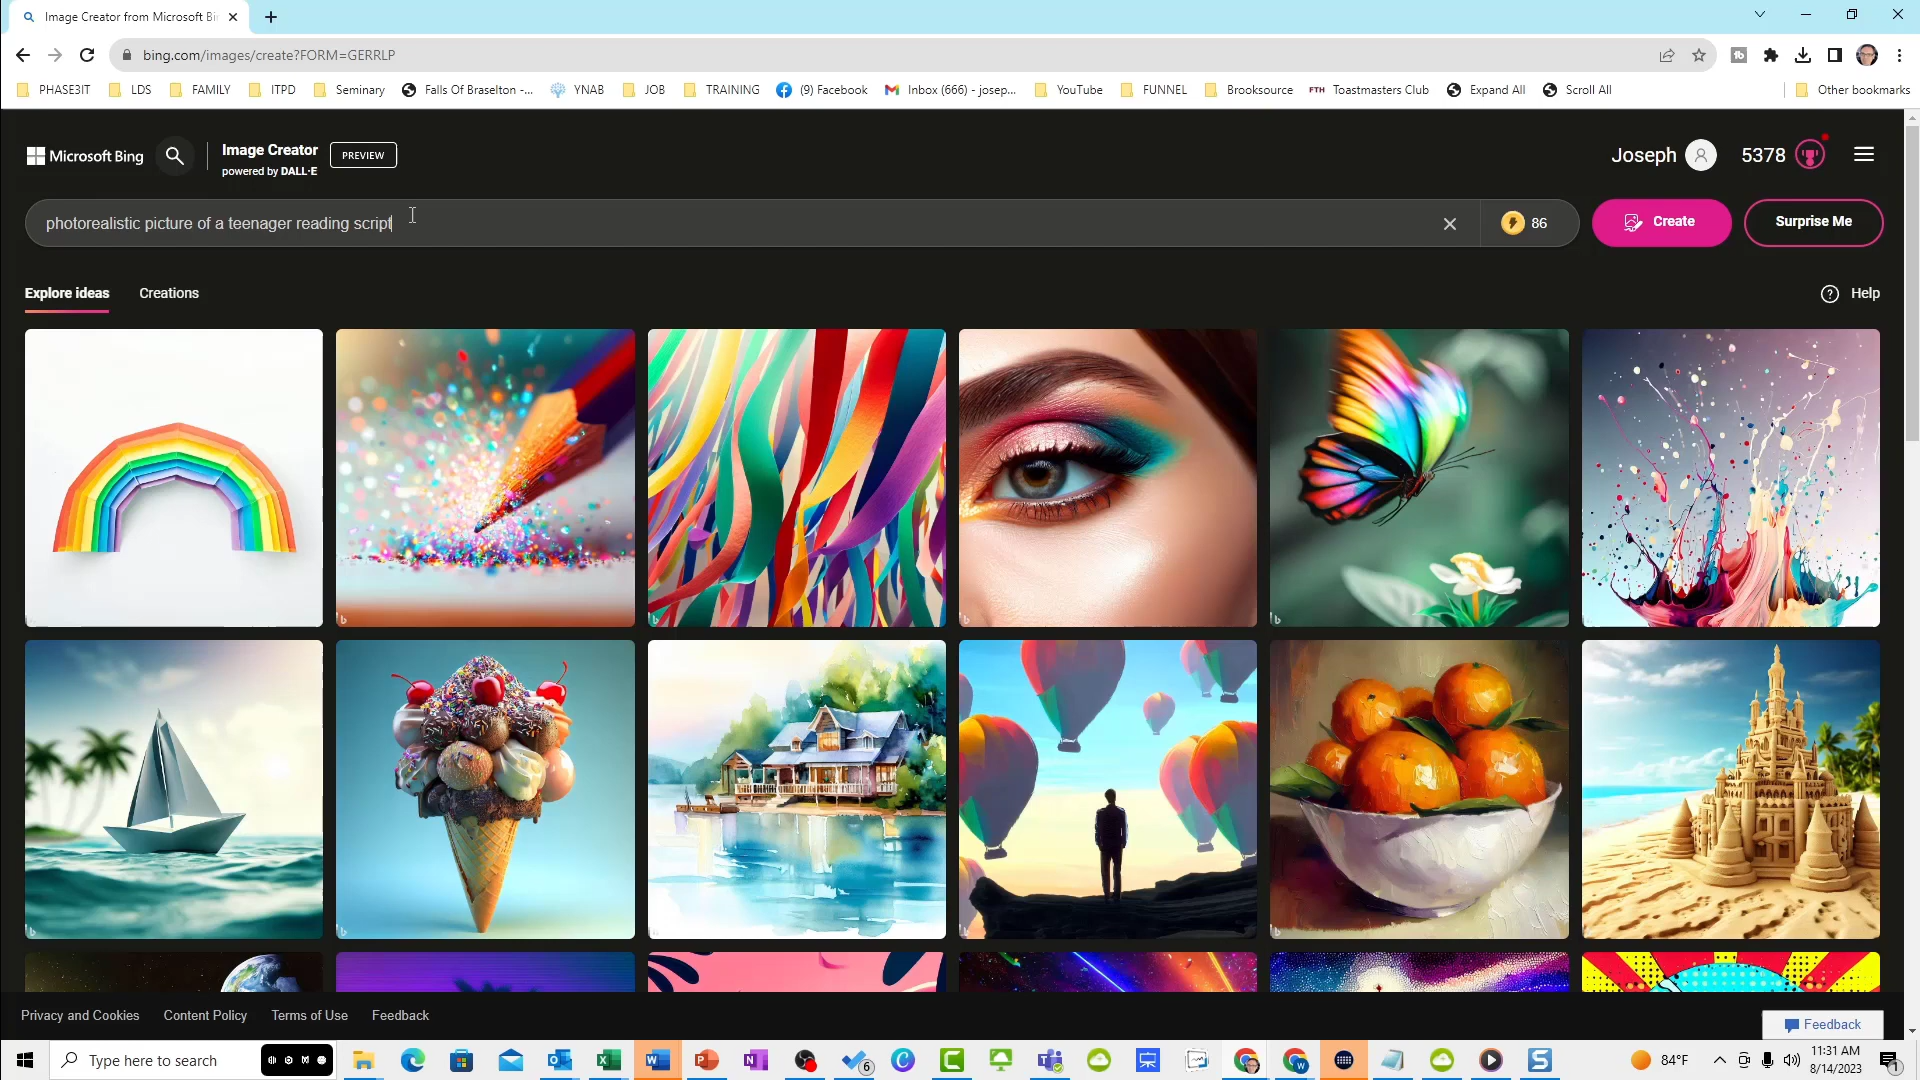 Image Creator from Microsoft Bi
bing.com/images/create?FORM=GERRLP
PHASE3IT LDS FAMILY ITPD Seminary Falls Of Braselton -... YNAB JOB TRAINING (9) Facebook Inbox (666) - josep... YouTube FUNNEL Brooksource FTH Toastmasters Club Expand All Scroll All Other bookmarks
Microsoft Bing Image Creator PREVIEW Joseph 5378
powered by DALL·E
photorealistic picture of a teenager reading script 86 Create Surprise Me
Explore ideas Creations Help
Privacy and Cookies Content Policy Terms of Use Feedback
Feedback
Type here to search 6 84°F 11:31 AM
8/14/2023 1